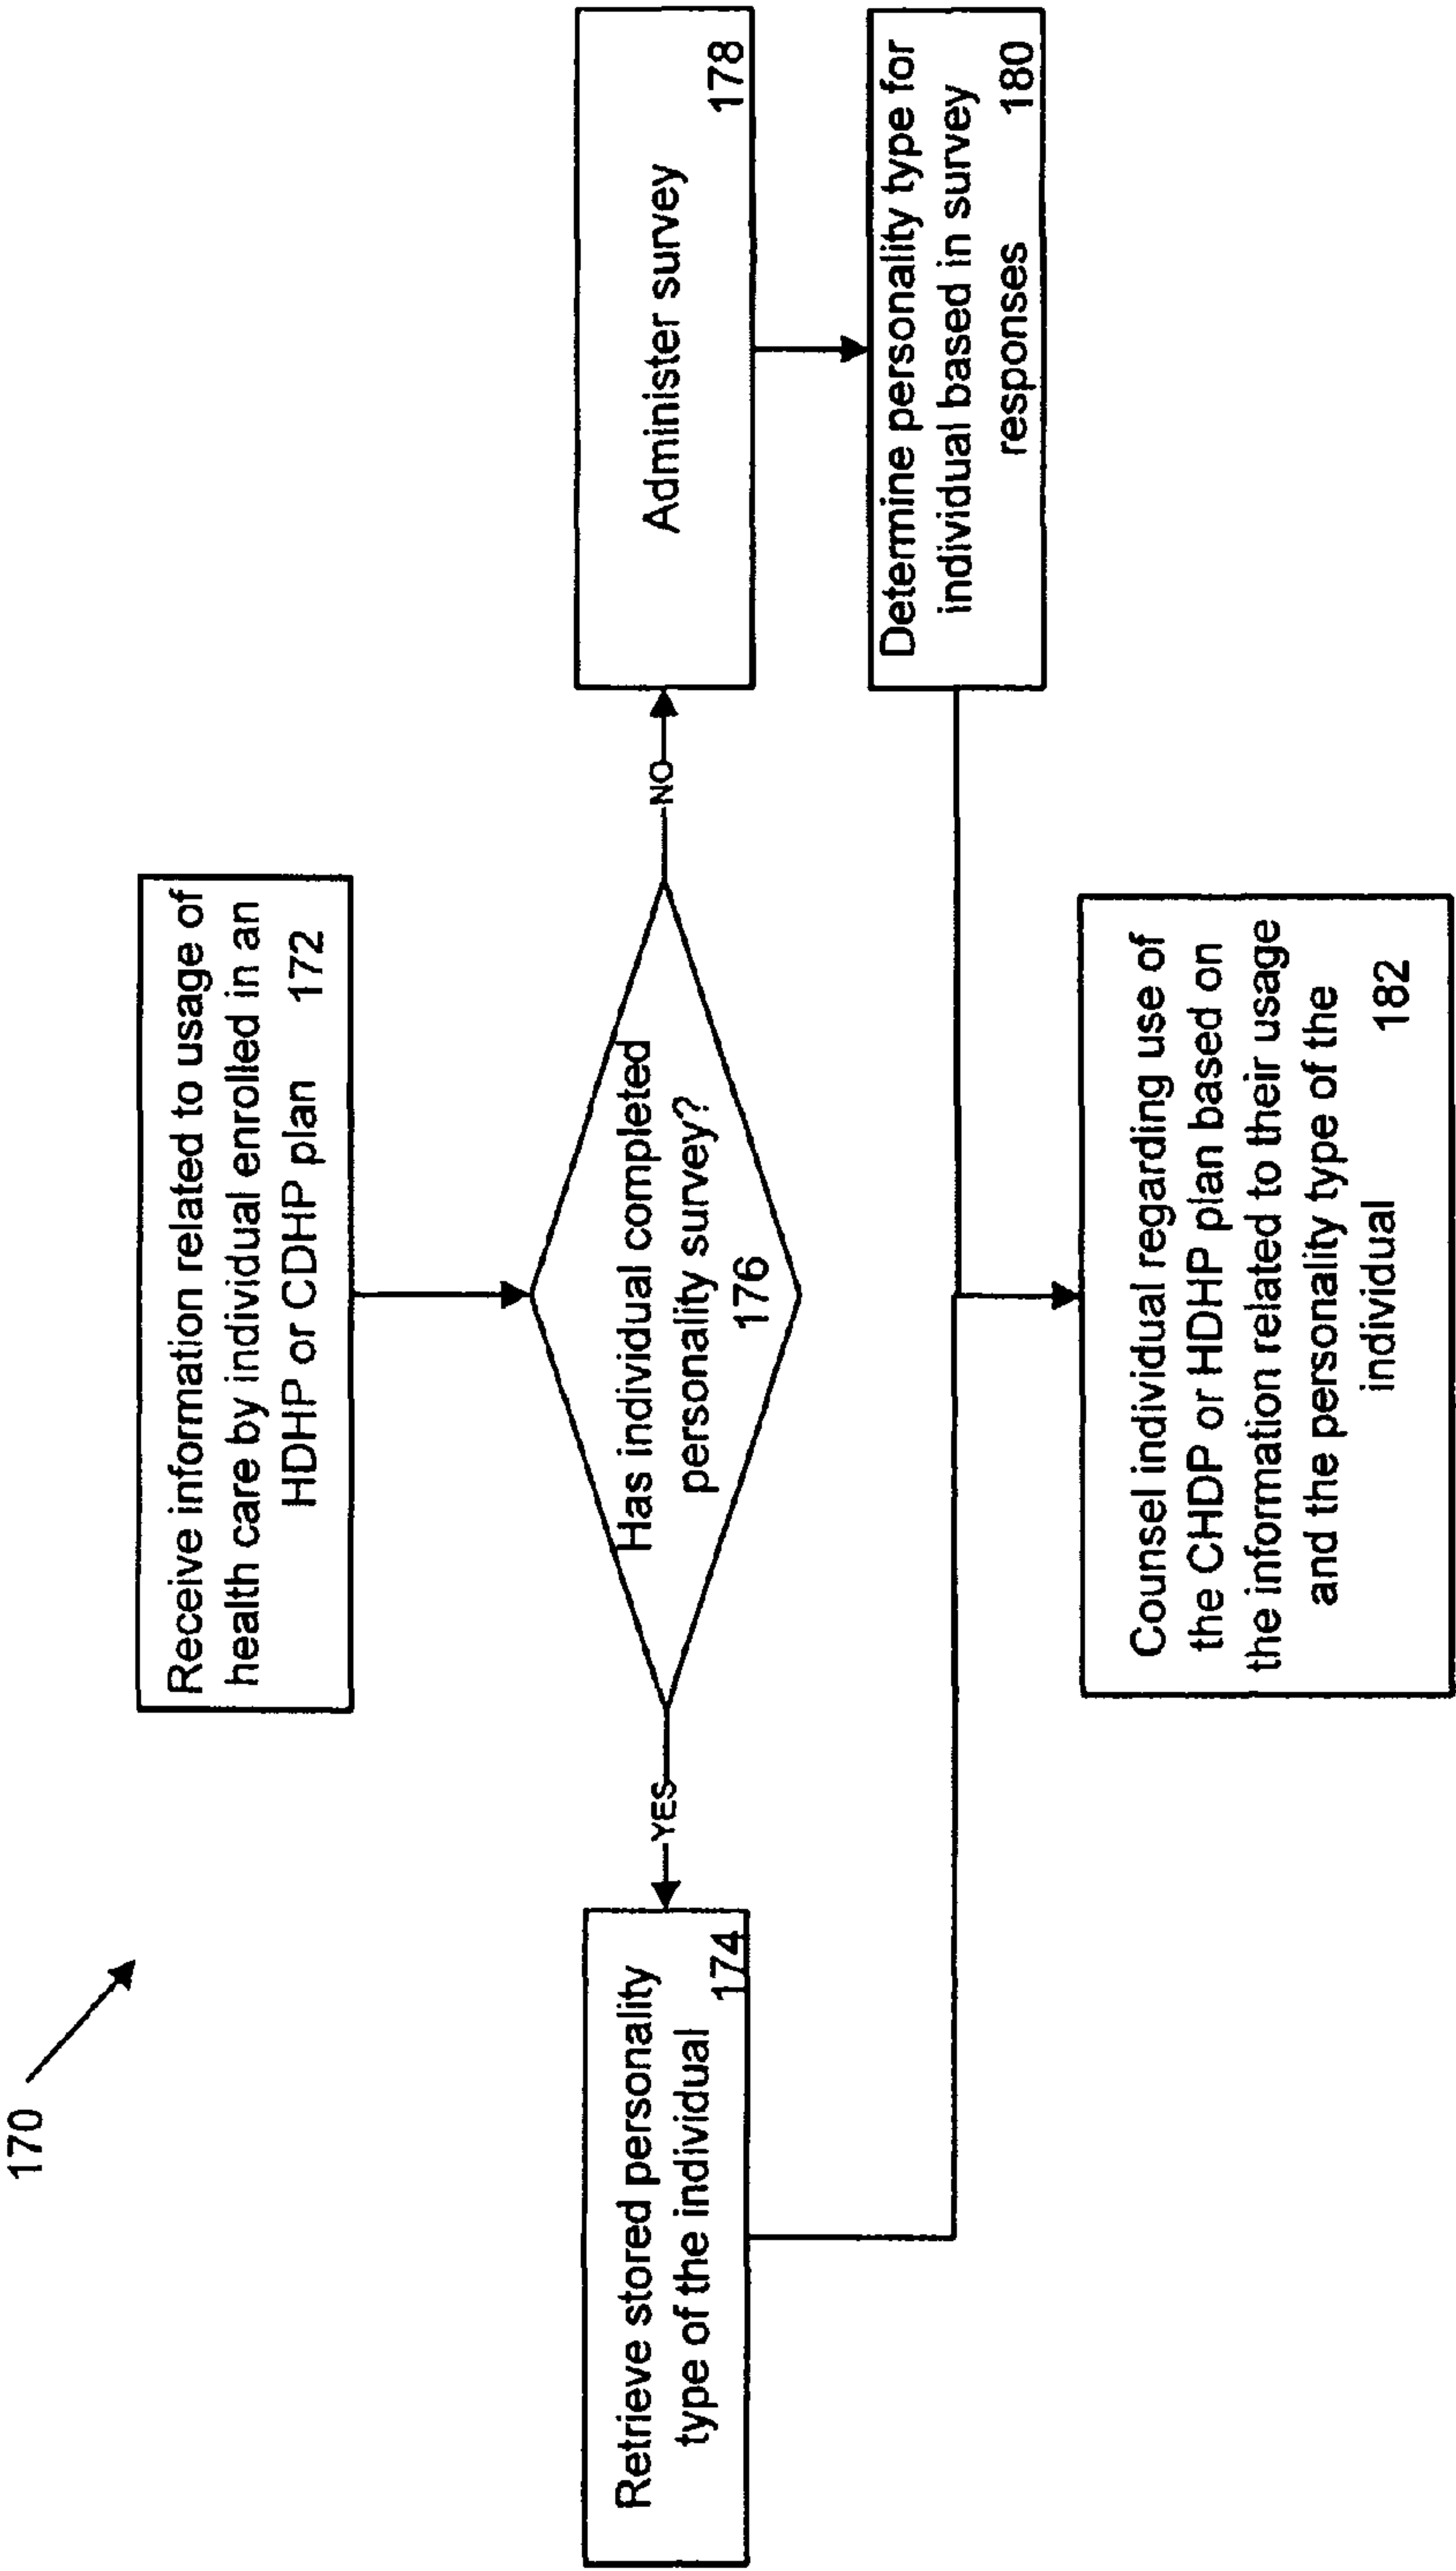 170
Receive information related to usage of
health care by individual enrolled in an
HDHP or CDHP plan 172
Has individual completed
personality survey?
176
YES
NO
Retrieve stored personality
type of the individual
174
Administer survey
178
Determine personality type for
individual based in survey
responses 180
Counsel individual regarding use of
the CHDP or HDHP plan based on
the information related to their usage
and the personality type of the
individual 182